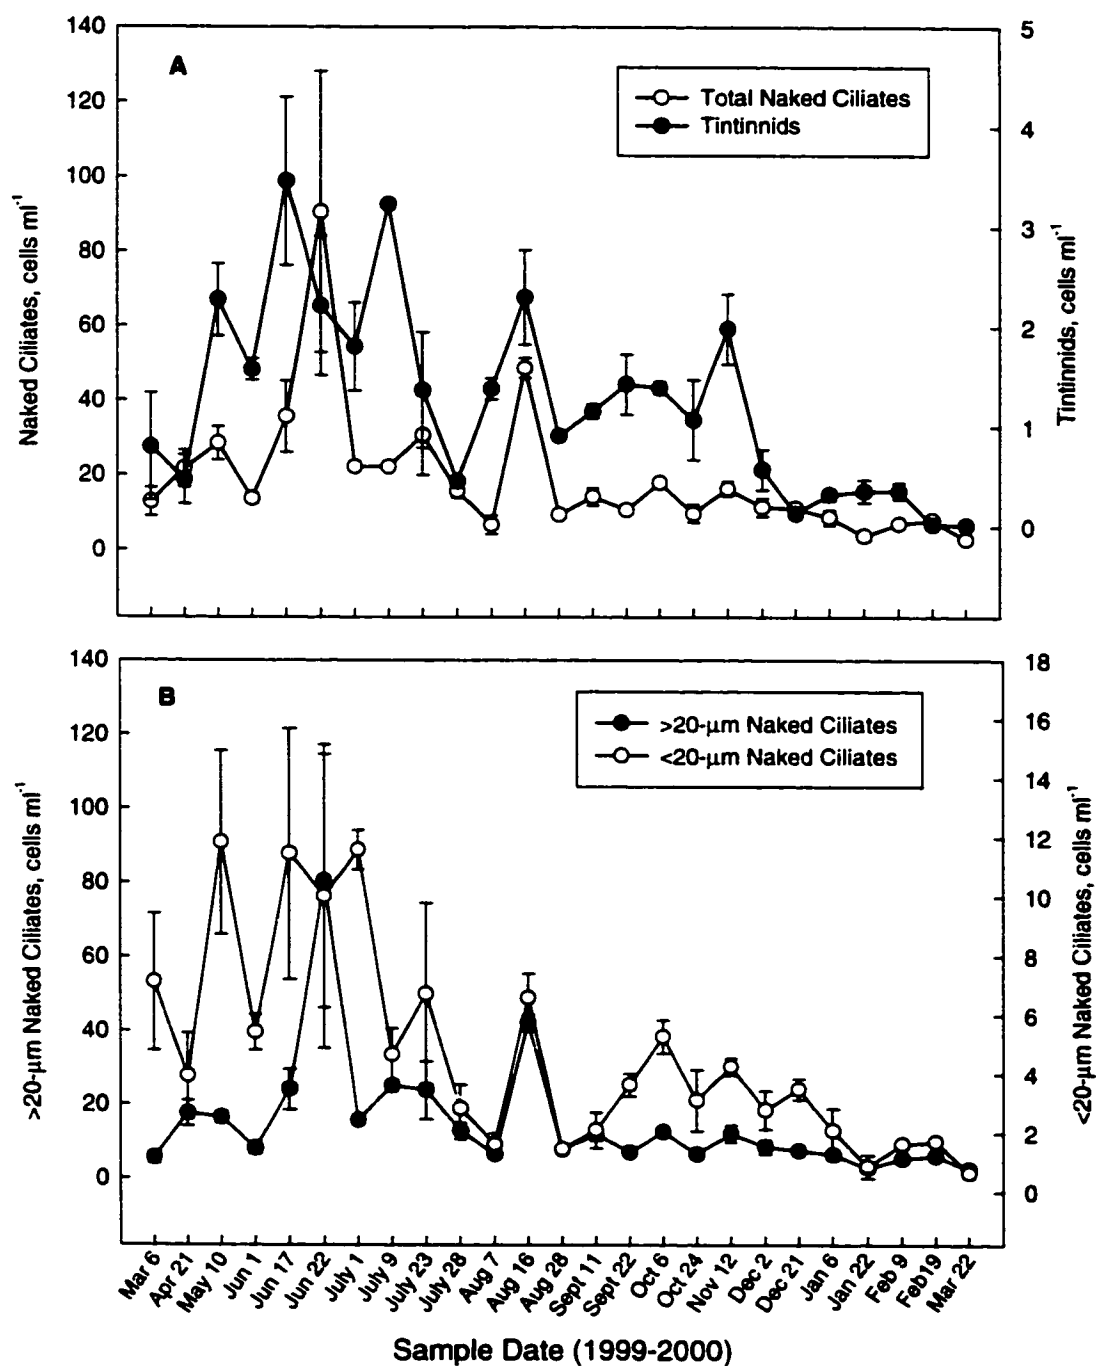 A
Total Naked Ciliates
Tintinnids
Naked Ciliates, cells ml⁻¹
140
120
100
80
60
40
20
0
Tintinnids, cells ml⁻¹
5
4
3
2
1
0
B
>20-μm Naked Ciliates
<20-μm Naked Ciliates
>20-μm Naked Ciliates, cells ml⁻¹
140
120
100
80
60
40
20
0
<20-μm Naked Ciliates, cells ml⁻¹
18
16
14
12
10
8
6
4
2
0
Mar 6
Apr 21
May 10
Jun 1
Jun 17
Jun 22
July 1
July 9
July 23
July 28
Aug 7
Aug 16
Aug 28
Sept 11
Sept 22
Oct 6
Oct 24
Nov 12
Dec 2
Dec 21
Jan 6
Jan 22
Feb 9
Feb19
Mar 22
Sample Date (1999-2000)